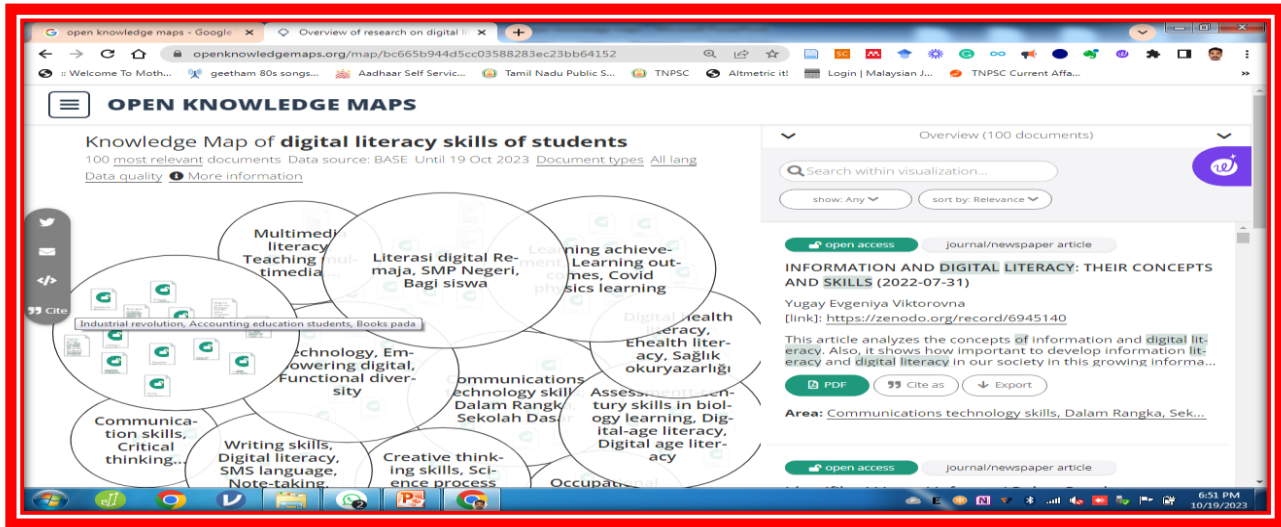 open knowledge maps - Google
Overview of research on digital li
openknowledgemaps.org/map/bc665b944d5cc03588283ec23bb64152
:: Welcome To Moth...
geetham 80s songs...
Aadhaar Self Servic...
Tamil Nadu Public S...
TNPSC
Altmetric it!
Login | Malaysian J...
TNPSC Current Affa...
OPEN KNOWLEDGE MAPS
Knowledge Map of digital literacy skills of students
100 most relevant documents Data source: BASE Until 19 Oct 2023 Document types All lang
Data quality More information
Multimedi
literacy
Teaching mul-
timedia...
Literasi digital Re-
maja, SMP Negeri,
Bagi siswa
Learning achieve-
ment, Learning out-
comes, Covid
physics learning
Cite
Industrial revolution, Accounting education students, Books pada
Digital health
literacy,
Ehealth liter-
acy, Sağlık
okuryazarlığı
echnology, Em-
owering digital,
Functional diver-
sity
ommunications
echnology skill
Dalam Rangka
Sekolah Das
Assess
tury skills in biol-
ogy learning, Dig-
ital-age literacy,
Digital age liter-
acy
Communica-
tion skills,
Critical
thinking...
Writing skills,
Digital literacy,
SMS language,
Note-taking,
Creative think-
ing skills, Sci-
ence process
Occupational
Overview (100 documents)
Search within visualization...
show: Any
sort by: Relevance
open access journal/newspaper article
INFORMATION AND DIGITAL LITERACY: THEIR CONCEPTS
AND SKILLS (2022-07-31)
Yugay Evgeniya Viktorovna
[link]: https://zenodo.org/record/6945140
This article analyzes the concepts of information and digital lit-
eracy. Also, it shows how important to develop information lit-
eracy and digital literacy in our society in this growing informa...
PDF Cite as Export
Area: Communications technology skills, Dalam Rangka, Sek...
open access journal/newspaper article
6:51 PM
10/19/2023